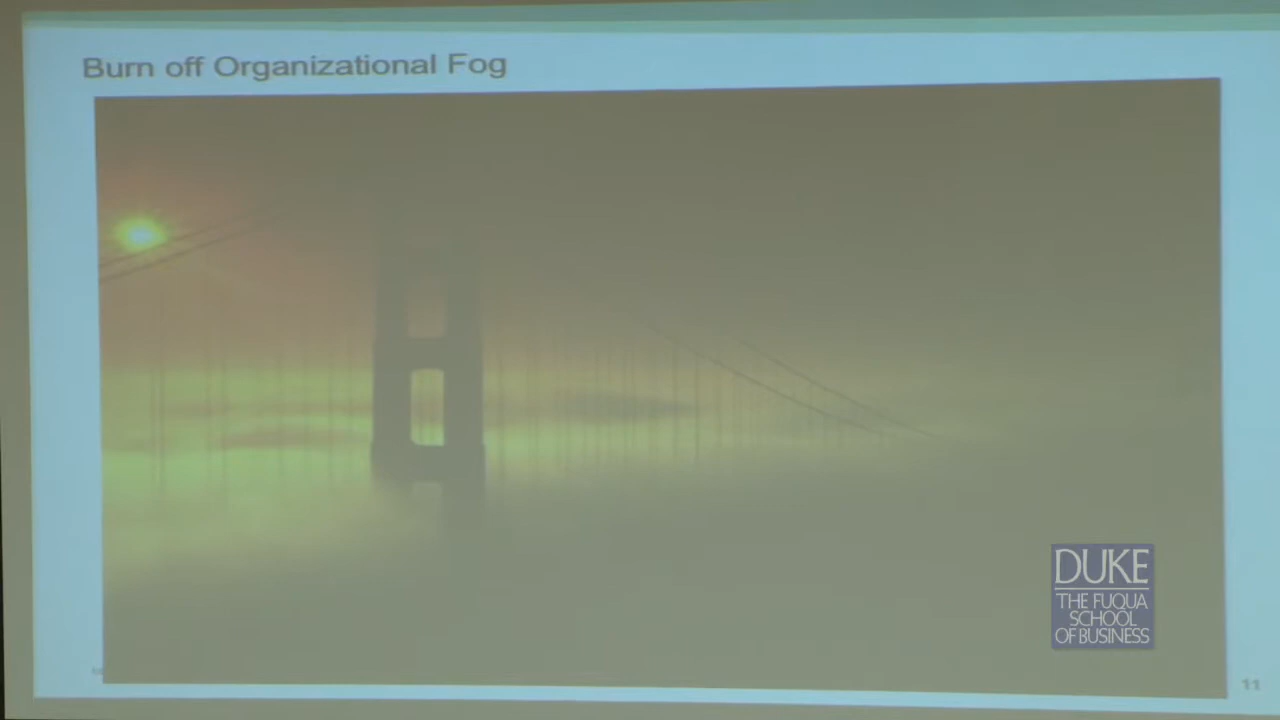 Burn off Organizational Fog
DUKE
THE FUQUA
SCHOOL
OF BUSINESS
11